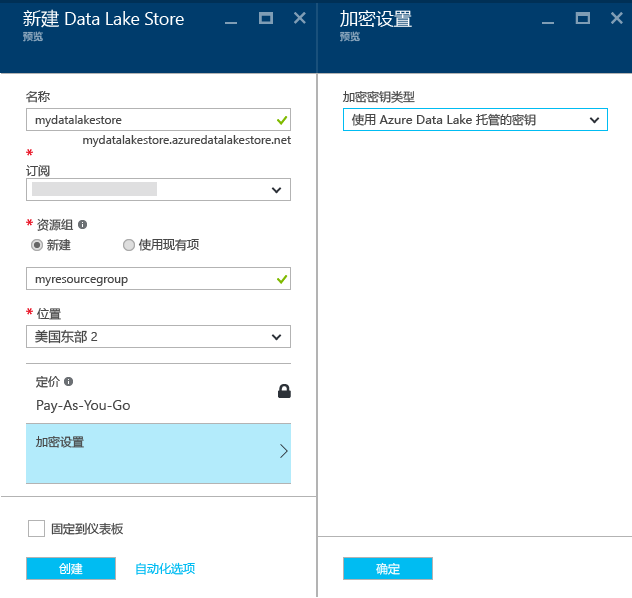 新建 Data Lake Store
预览
名称
mydatalakestore
mydatalakestore.azuredatalakestore.net
*
订阅
* 资源组
新建 使用现有项
myresourcegroup
* 位置
美国东部 2
定价
Pay-As-You-Go
加密设置
固定到仪表板
创建 自动化选项
加密设置
预览
加密密钥类型
使用 Azure Data Lake 托管的密钥
确定